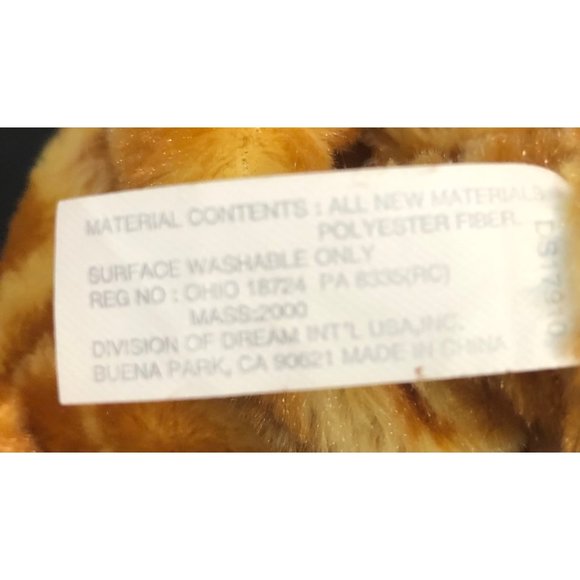 MATERIAL CONTENTS : ALL NEW MATERIALS
POLYESTER FIBER.
SURFACE WASHABLE ONLY
REG NO : OHIO 18724 PA 8335(RC)
MASS:2000
DIVISION OF DREAM INT'L USA,INC.
BUENA PARK, CA 90621 MADE IN CHINA